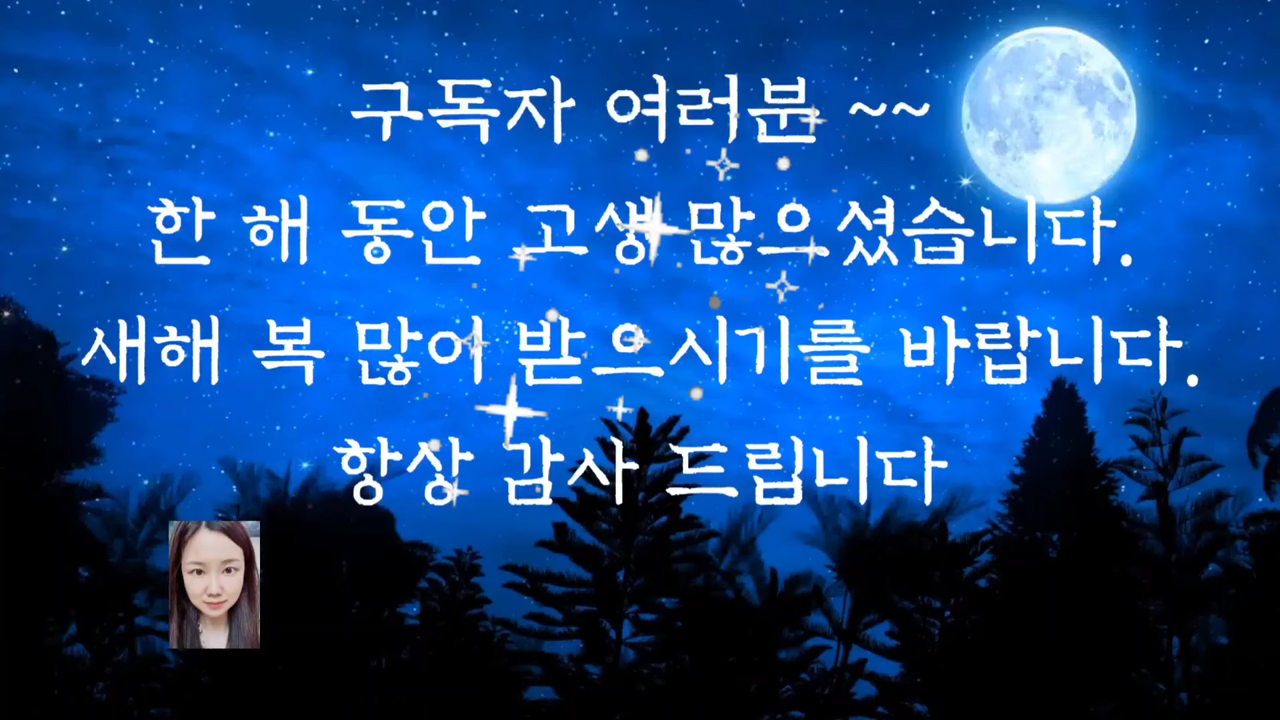 구독자 여러분 ~~
한 해 동안 고생 많으셨습니다.
새해 복 많이 받으시기를 바랍니다.
항상 감사 드립니다